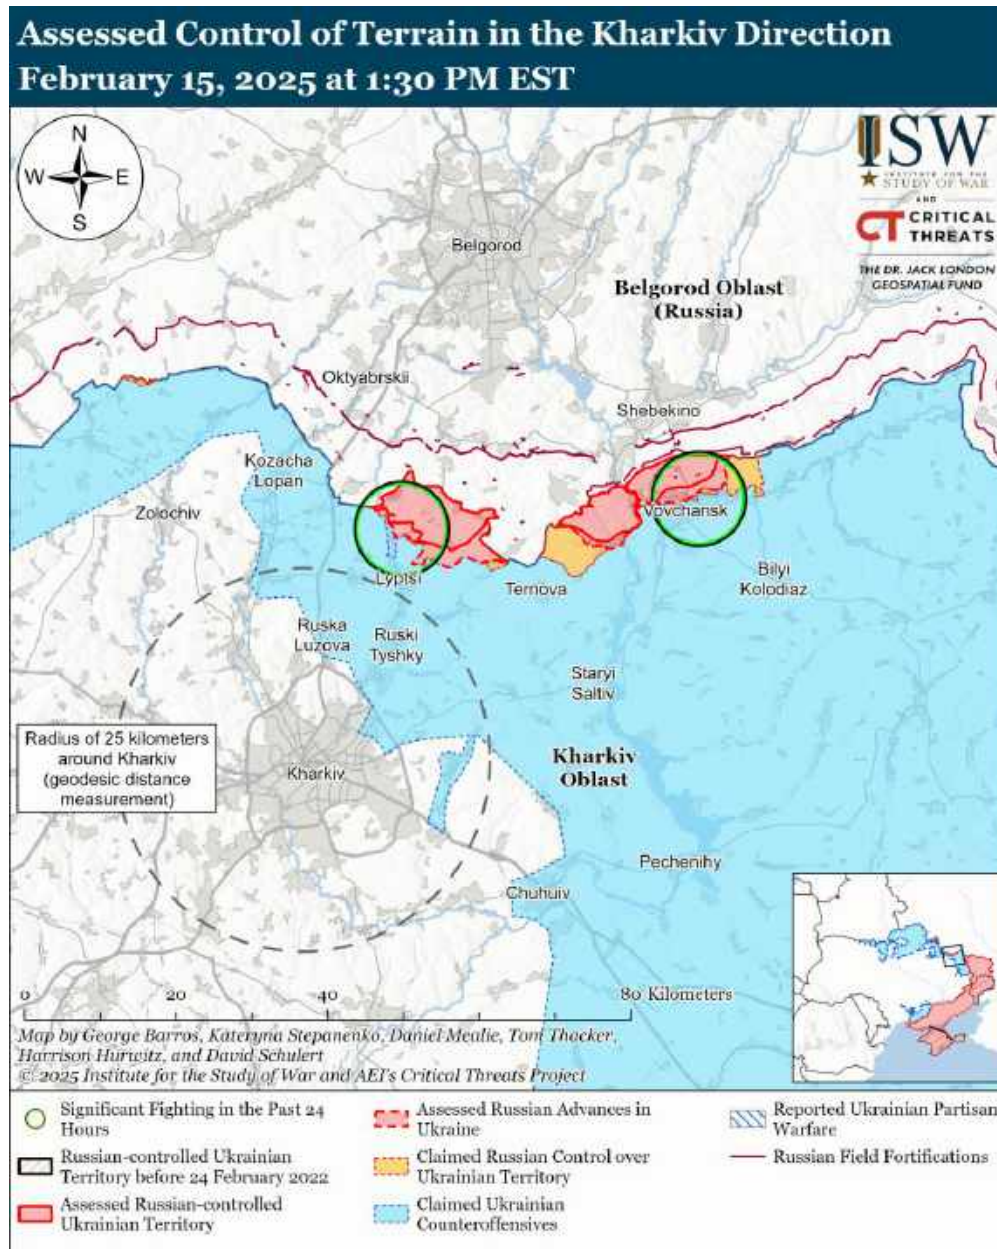 Assessed Control of Terrain in the Kharkiv Direction
February 15, 2025 at 1:30 PM EST
N
W
E
S
ISW
INSTITUTE FOR THE
STUDY OF WAR
AND
CT CRITICAL
THREATS
THE DR. JACK LONDON
GEOSPATIAL FUND
Belgorod
Belgorod Oblast
(Russia)
Oktyabrskii
Shebekino
Kozacha
Lopan
Zolochiv
Vovchansk
Lyptsi
Ternova
Bilyi
Kolodiaz
Ruska
Luzova
Ruski
Tyshky
Staryi
Saltiv
Radius of 25 kilometers
around Kharkiv
(geodesic distance
measurement)
Kharkiv
Kharkiv
Oblast
Pechenihy
Chuhuiv
0 20 40 80 Kilometers
Map by George Barros, Kateryna Stepanenko, Daniel Mealie, Toni Thacker,
Harrison Hurwitz, and David Schulert
© 2025 Institute for the Study of War and AEI's Critical Threats Project
Significant Fighting in the Past 24
Hours
Russian-controlled Ukrainian
Territory before 24 February 2022
Assessed Russian-controlled
Ukrainian Territory
Assessed Russian Advances in
Ukraine
Claimed Russian Control over
Ukrainian Territory
Claimed Ukrainian
Counteroffensives
Reported Ukrainian Partisan
Warfare
Russian Field Fortifications